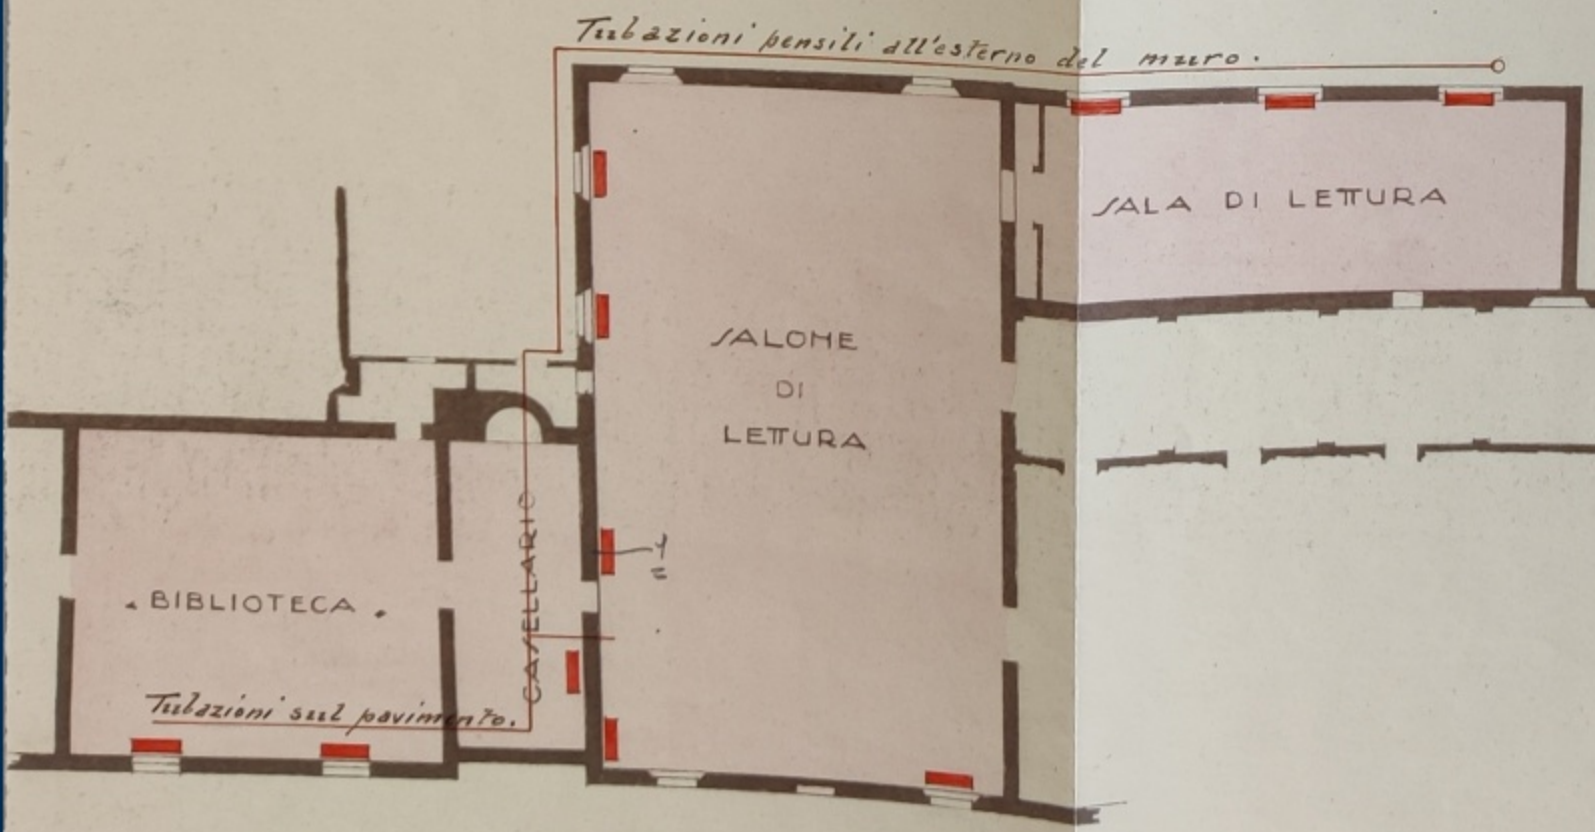 Tubazioni pensili all'esterno del muro.
SALA DI LETTURA
SALONE
DI
LETTURA
CASELLARIO
. BIBLIOTECA .
Tubazioni sul pavimento.